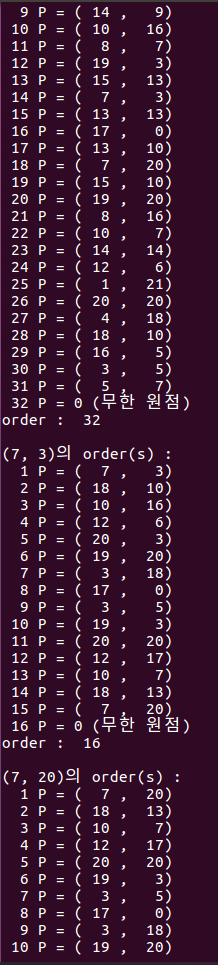 9 P = ( 14 ,   9)
10 P = ( 10 ,  16)
11 P = (  8 ,   7)
12 P = ( 19 ,   3)
13 P = ( 15 ,  13)
14 P = (  7 ,   3)
15 P = ( 13 ,  13)
16 P = ( 17 ,   0)
17 P = ( 13 ,  10)
18 P = (  7 ,  20)
19 P = ( 15 ,  10)
20 P = ( 19 ,  20)
21 P = (  8 ,  16)
22 P = ( 10 ,   7)
23 P = ( 14 ,  14)
24 P = ( 12 ,   6)
25 P = (  1 ,  21)
26 P = ( 20 ,  20)
27 P = (  4 ,  18)
28 P = ( 18 ,  10)
29 P = ( 16 ,   5)
30 P = (  3 ,   5)
31 P = (  5 ,   7)
32 P = 0 (무한 원점)
order :  32
(7, 3)의 order(s) :
1 P = (  7 ,   3)
2 P = ( 18 ,  10)
3 P = ( 10 ,  16)
4 P = ( 12 ,   6)
5 P = ( 20 ,   3)
6 P = ( 19 ,  20)
7 P = (  3 ,  18)
8 P = ( 17 ,   0)
9 P = (  3 ,   5)
10 P = ( 19 ,   3)
11 P = ( 20 ,  20)
12 P = ( 12 ,  17)
13 P = ( 10 ,   7)
14 P = ( 18 ,  13)
15 P = (  7 ,  20)
16 P = 0 (무한 원점)
order :  16
(7, 20)의 order(s) :
1 P = (  7 ,  20)
2 P = ( 18 ,  13)
3 P = ( 10 ,   7)
4 P = ( 12 ,  17)
5 P = ( 20 ,  20)
6 P = ( 19 ,   3)
7 P = (  3 ,   5)
8 P = ( 17 ,   0)
9 P = (  3 ,  18)
10 P = ( 19 ,  20)